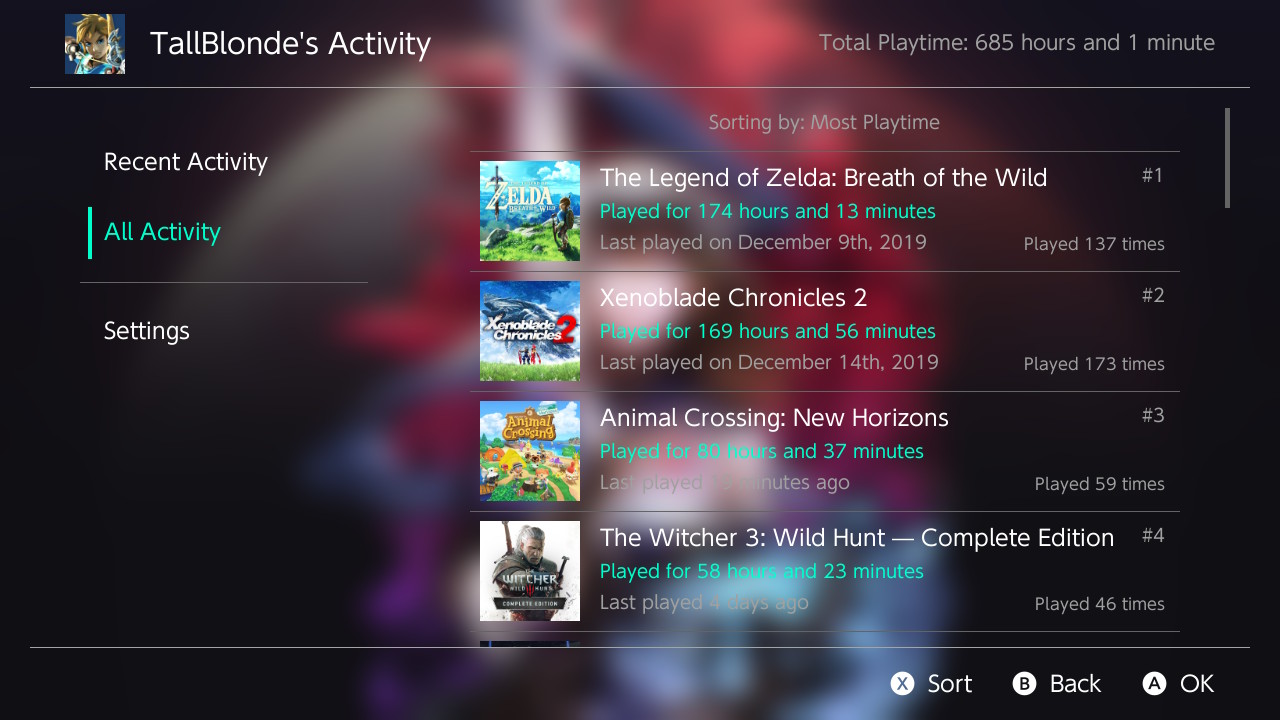 TallBlonde's Activity
Total Playtime: 685 hours and 1 minute
Recent Activity
All Activity
Settings
Sorting by: Most Playtime
THE LEGEND OF
ZELDA
BREATH OF THE WILD
The Legend of Zelda: Breath of the Wild
#1
Played for 174 hours and 13 minutes
Last played on December 9th, 2019
Played 137 times
Xenoblade
Chronicles 2
Xenoblade Chronicles 2
#2
Played for 169 hours and 56 minutes
Last played on December 14th, 2019
Played 173 times
Animal
Crossing
Animal Crossing: New Horizons
#3
Played for 80 hours and 37 minutes
Last played minutes ago
Played 59 times
THE
WITCHER
WILD HUNT
COMPLETE EDITION
The Witcher 3: Wild Hunt — Complete Edition
#4
Played for 58 hours and 23 minutes
Last played 4 days ago
Played 46 times
X Sort
B Back
A OK